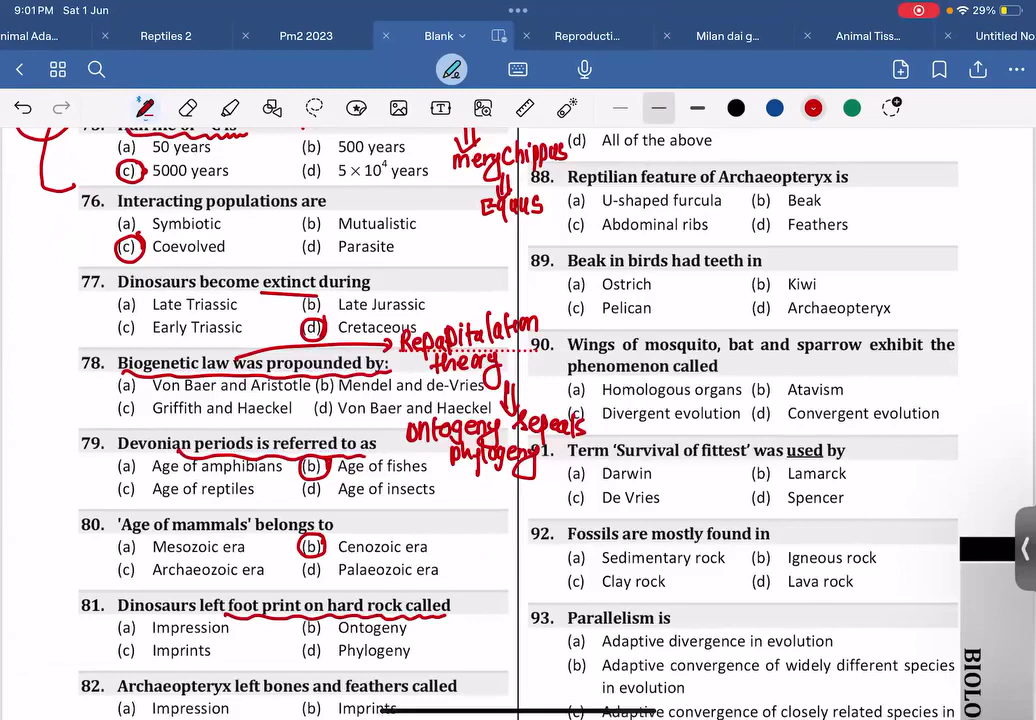 9:01PM Sat 1 Jun
29%
nimal Ada...
Reptiles 2
Pm2 2023
Blank
Reproducti...
Milan dai g...
Animal Tiss...
Untitled No
(a) 50 years (b) 500 years
(c) 5000 years (d) 5 × 10⁴ years
76. Interacting populations are
(a) Symbiotic (b) Mutualistic
(c) Coevolved (d) Parasite
77. Dinosaurs become extinct during
(a) Late Triassic (b) Late Jurassic
(c) Early Triassic (d) Cretaceous
78. Biogenetic law was propounded by:
(a) Von Baer and Aristotle (b) Mendel and de-Vries
(c) Griffith and Haeckel (d) Von Baer and Haeckel
79. Devonian periods is referred to as
(a) Age of amphibians (b) Age of fishes
(c) Age of reptiles (d) Age of insects
80. 'Age of mammals' belongs to
(a) Mesozoic era (b) Cenozoic era
(c) Archaeozoic era (d) Palaeozoic era
81. Dinosaurs left foot print on hard rock called
(a) Impression (b) Ontogeny
(c) Imprints (d) Phylogeny
82. Archaeopteryx left bones and feathers called
(a) Impression (b) Imprints
merychippus
Equus
Repapitulation
theory
ontogeny repeats
phylogeny
(d) All of the above
88. Reptilian feature of Archaeopteryx is
(a) U-shaped furcula (b) Beak
(c) Abdominal ribs (d) Feathers
89. Beak in birds had teeth in
(a) Ostrich (b) Kiwi
(c) Pelican (d) Archaeopteryx
90. Wings of mosquito, bat and sparrow exhibit the
phenomenon called
(a) Homologous organs (b) Atavism
(c) Divergent evolution (d) Convergent evolution
91. Term 'Survival of fittest' was used by
(a) Darwin (b) Lamarck
(c) De Vries (d) Spencer
92. Fossils are mostly found in
(a) Sedimentary rock (b) Igneous rock
(c) Clay rock (d) Lava rock
93. Parallelism is
(a) Adaptive divergence in evolution
(b) Adaptive convergence of widely different species
in evolution
(c) Adaptive convergence of closely related species in
BIOLO